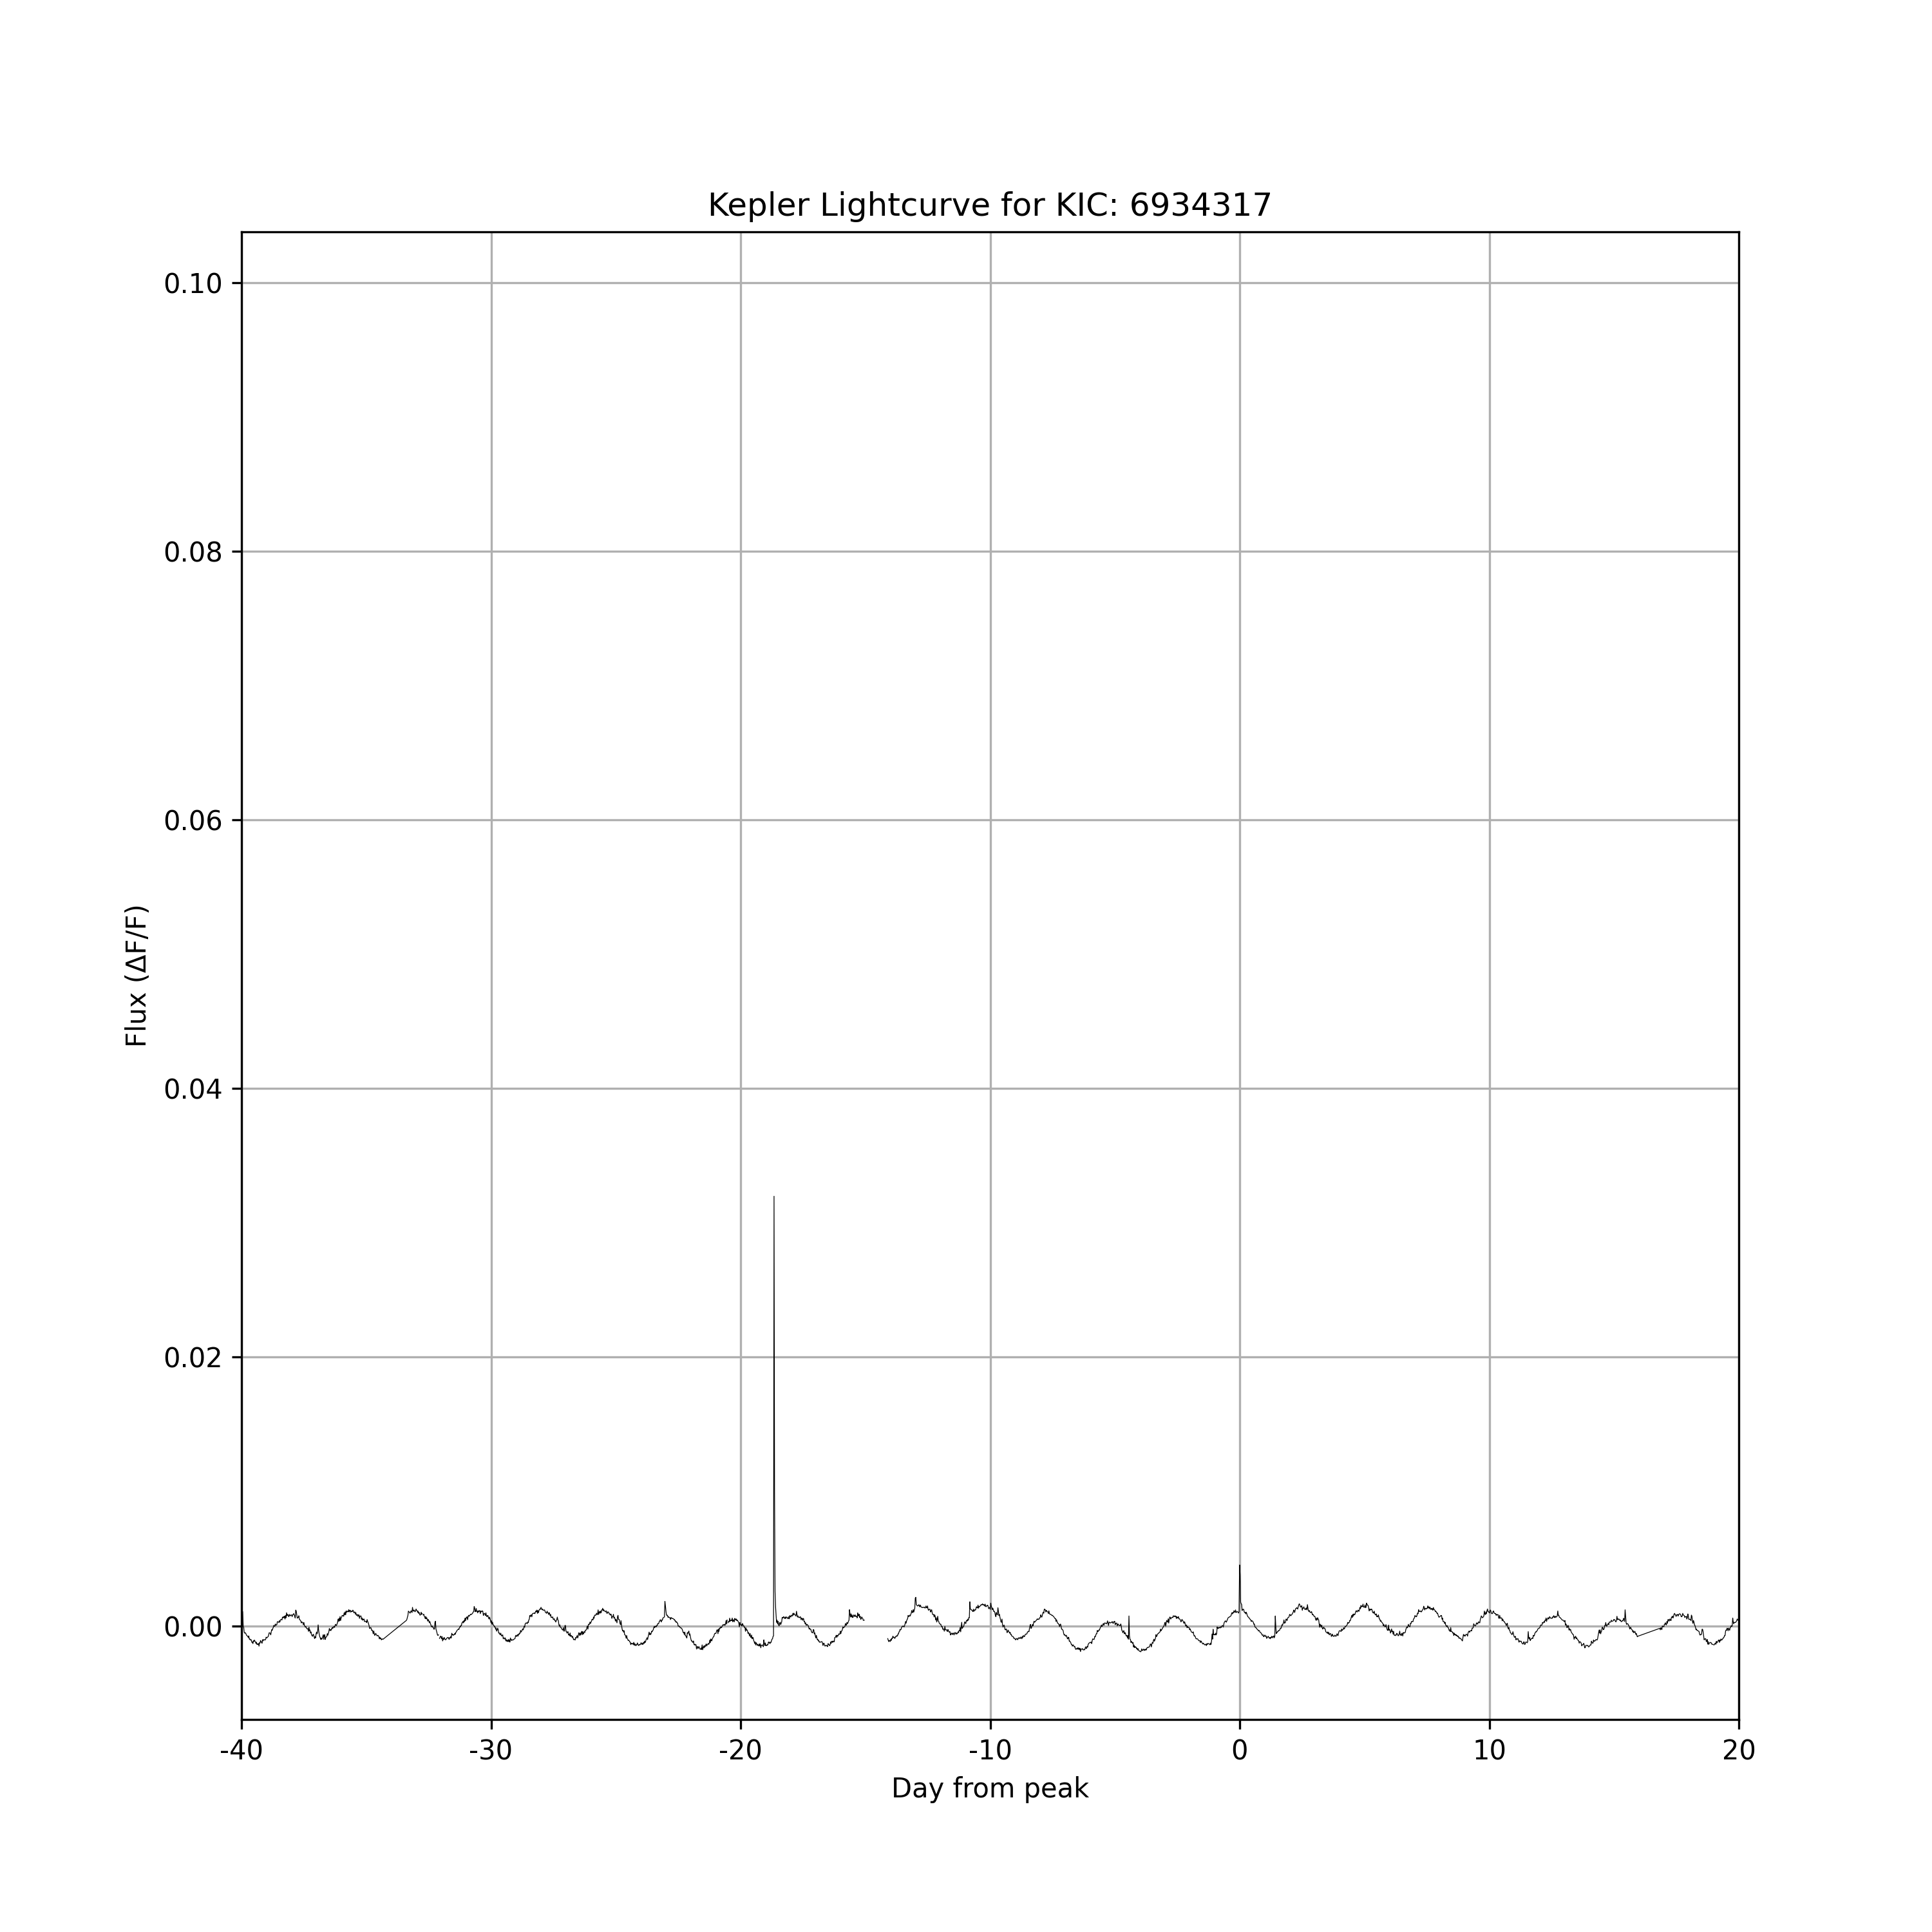 Kepler Lightcurve for KIC: 6934317
0.10
0.08
0.06
0.04
0.02
0.00
Flux (ΔF/F)
-40 -30 -20 -10 0 10 20
Day from peak